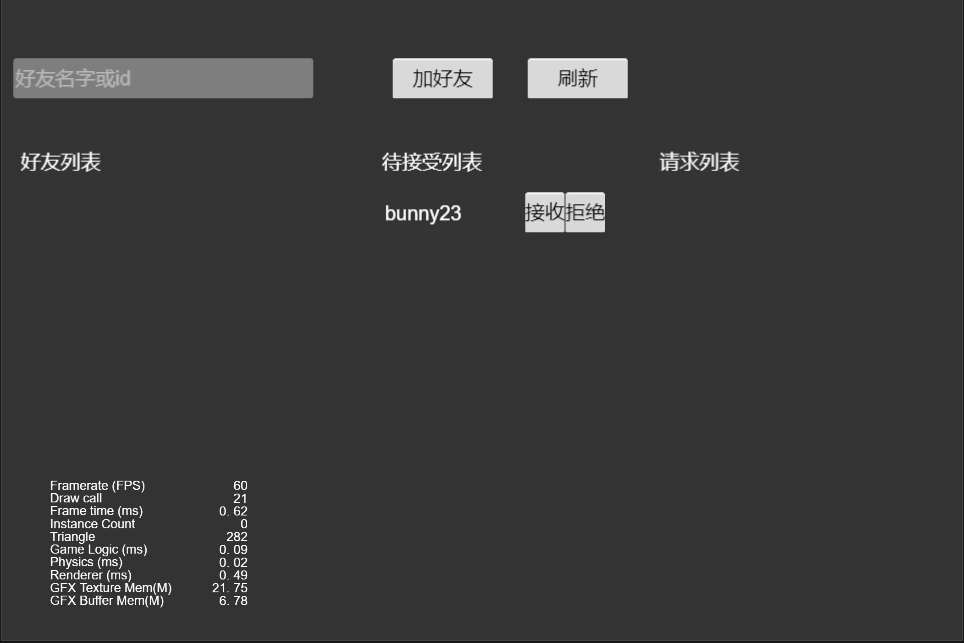 好友名字或id 加好友 刷新
好友列表 待接受列表 请求列表
bunny23 接收 拒绝
Framerate (FPS) 60
Draw call 21
Frame time (ms) 0. 62
Instance Count 0
Triangle 282
Game Logic (ms) 0. 09
Physics (ms) 0. 02
Renderer (ms) 0. 49
GFX Texture Mem(M) 21. 75
GFX Buffer Mem(M) 6. 78